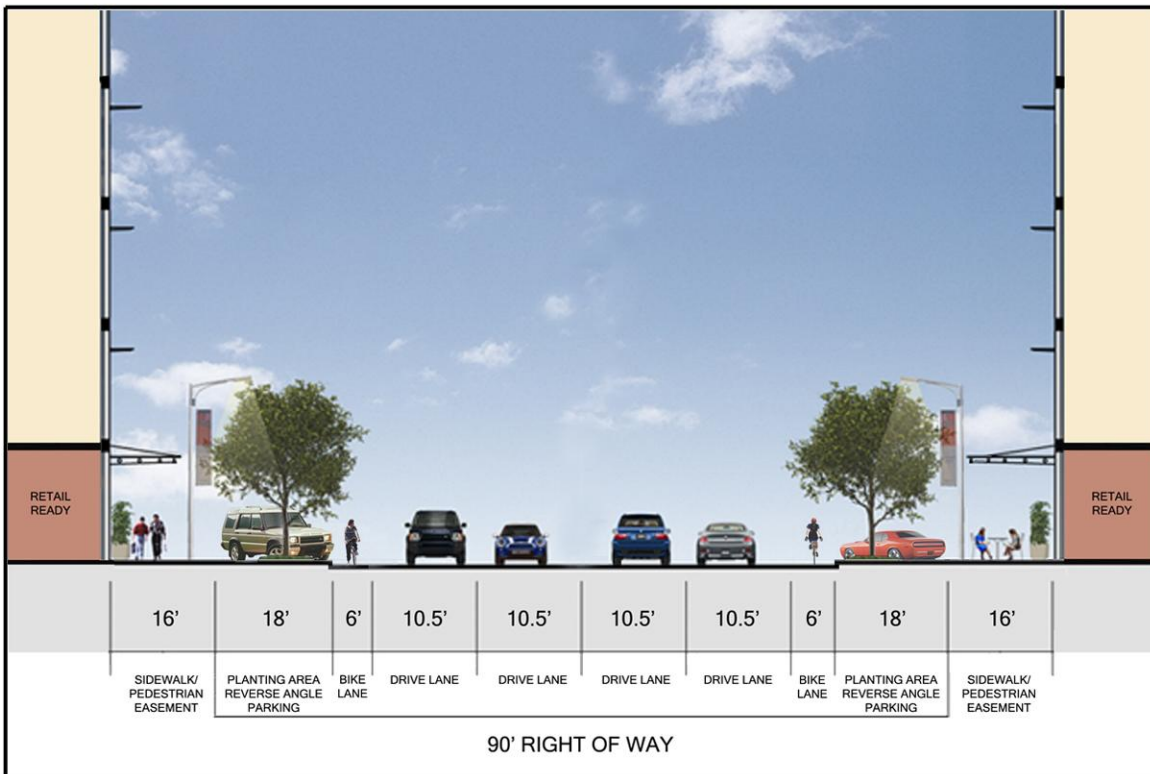 RETAIL
READY
RETAIL
READY
16’
18’
6’
10.5’
10.5’
10.5’
10.5’
6’
18’
16’
SIDEWALK/
PEDESTRIAN
EASEMENT
PLANTING AREA
REVERSE ANGLE
PARKING
BIKE
LANE
DRIVE LANE
DRIVE LANE
DRIVE LANE
DRIVE LANE
BIKE
LANE
PLANTING AREA
REVERSE ANGLE
PARKING
SIDEWALK/
PEDESTRIAN
EASEMENT
90’ RIGHT OF WAY